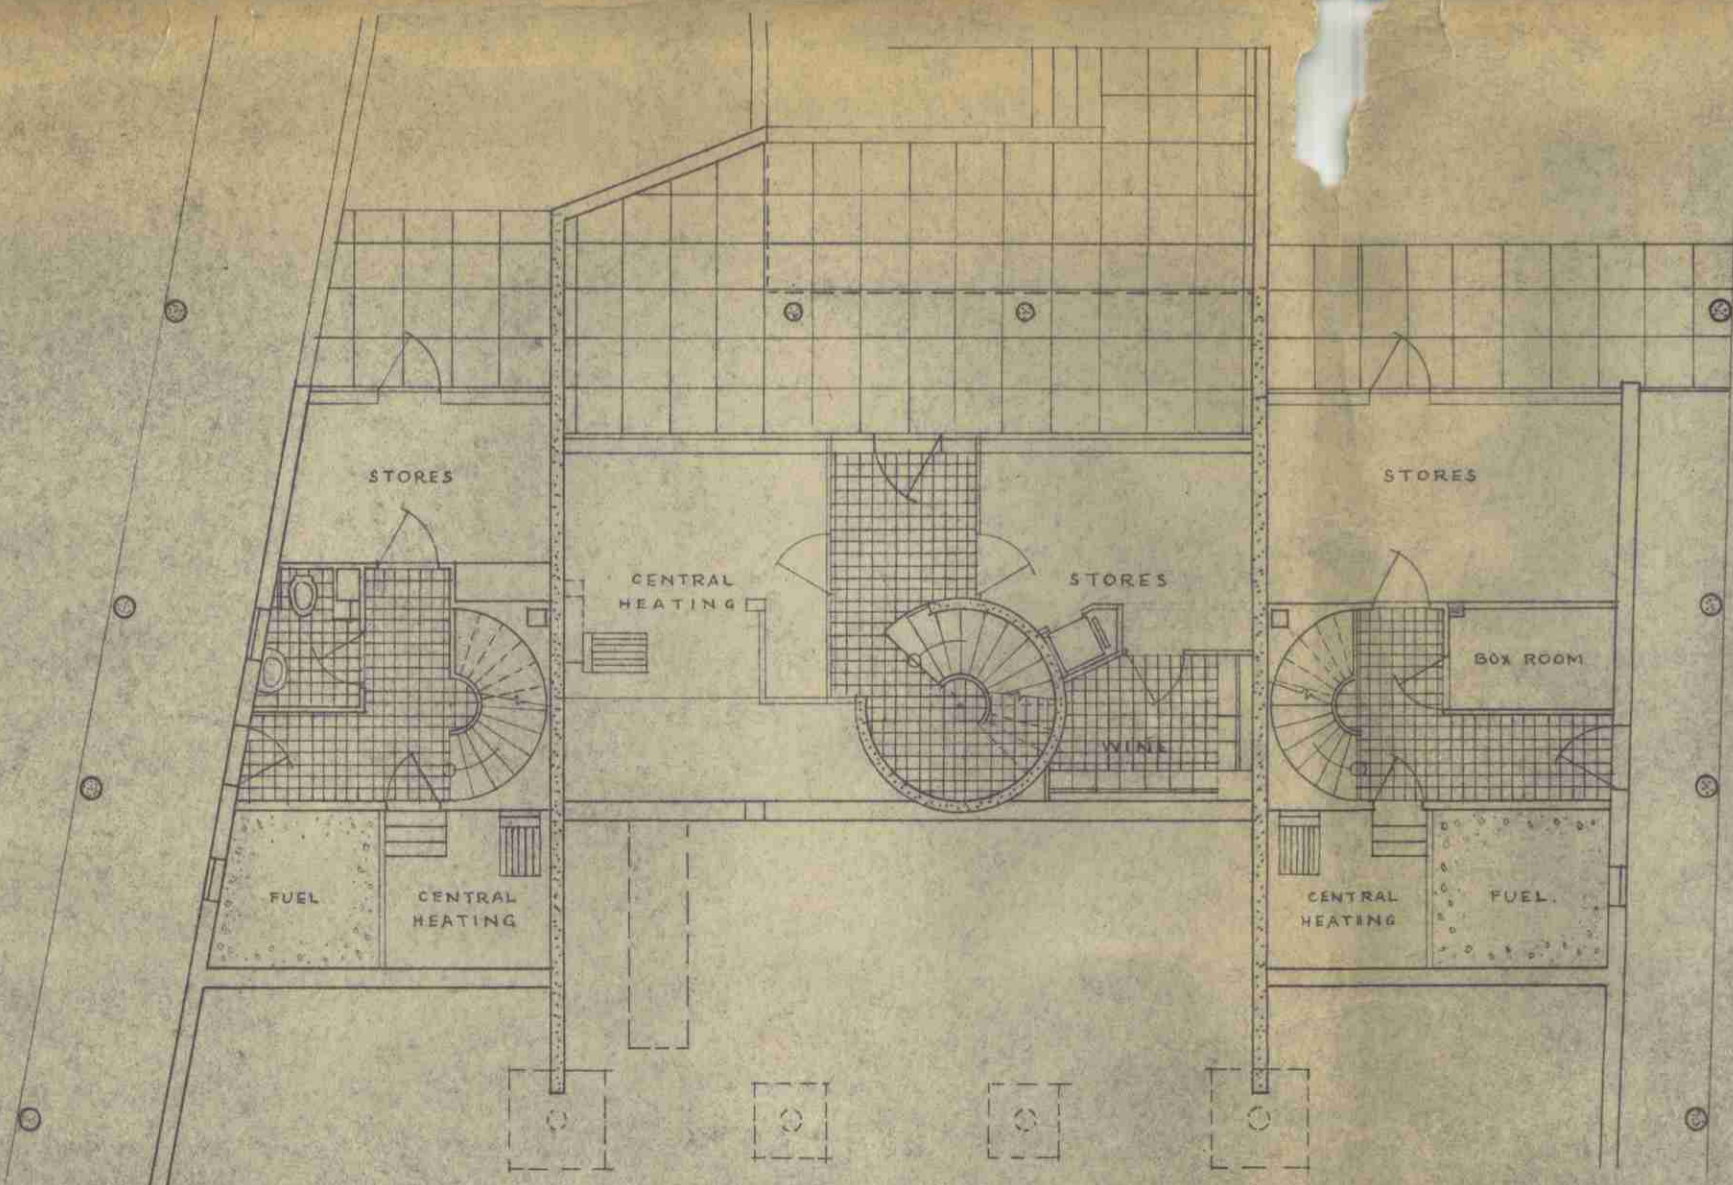 STORES
CENTRAL
HEATING
STORES
STORES
BOX ROOM
WINE
FUEL
CENTRAL
HEATING
CENTRAL
HEATING
FUEL.